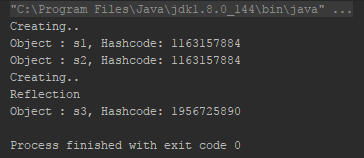 "C:\Program Files\Java\jdk1.8.0_144\bin\java" ...
Creating..
Object : s1, Hashcode: 1163157884
Object : s2, Hashcode: 1163157884
Creating..
Reflection
Object : s3, Hashcode: 1956725890
Process finished with exit code 0